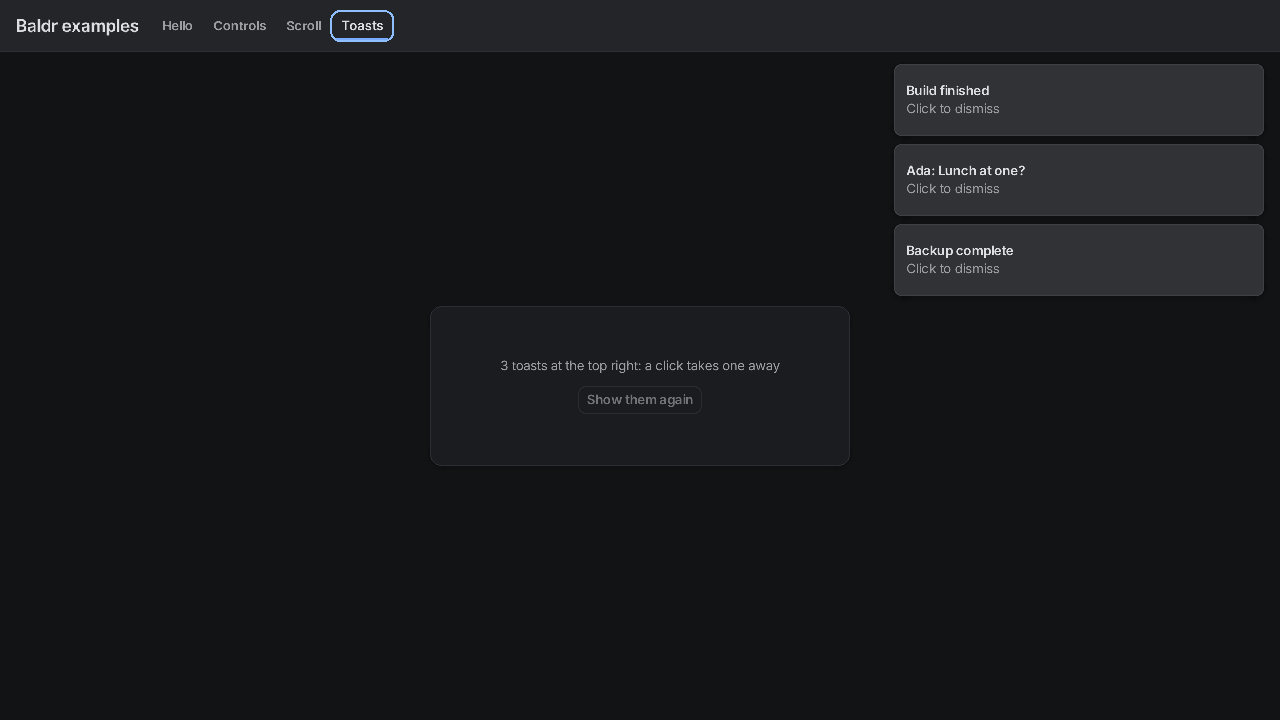 Baldr examples Hello Controls Scroll Toasts
Build finished
Click to dismiss
Ada: Lunch at one?
Click to dismiss
Backup complete
Click to dismiss
3 toasts at the top right: a click takes one away
Show them again